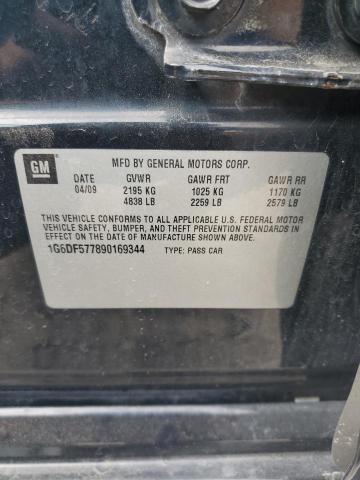 GM
MFD BY GENERAL MOTORS CORP.
DATE GVWR GAWR FRT GAWR RR
04/09 2195 KG 1025 KG 1170 KG
4838 LB 2259 LB 2579 LB
THIS VEHICLE CONFORMS TO ALL APPLICABLE U.S. FEDERAL MOTOR
VEHICLE SAFETY, BUMPER, AND THEFT PREVENTION STANDARDS
IN EFFECT ON THE DATE OF MANUFACTURE SHOWN ABOVE.
1G6DF577890169344 TYPE: PASS CAR